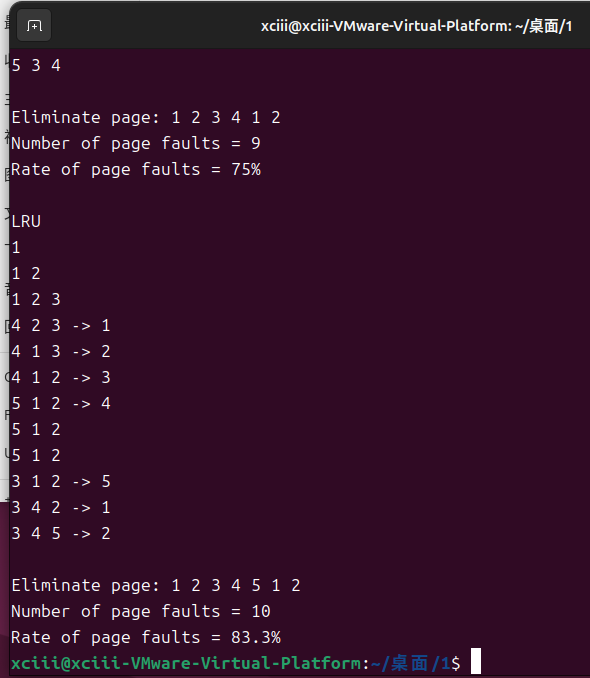 xciii@xciii-VMware-Virtual-Platform: ~/桌面/1
5 3 4
Eliminate page: 1 2 3 4 1 2
Number of page faults = 9
Rate of page faults = 75%
LRU
1
1 2
1 2 3
4 2 3 -> 1
4 1 3 -> 2
4 1 2 -> 3
5 1 2 -> 4
5 1 2
5 1 2
3 1 2 -> 5
3 4 2 -> 1
3 4 5 -> 2
Eliminate page: 1 2 3 4 5 1 2
Number of page faults = 10
Rate of page faults = 83.3%
xciii@xciii-VMware-Virtual-Platform:~/桌面/1$